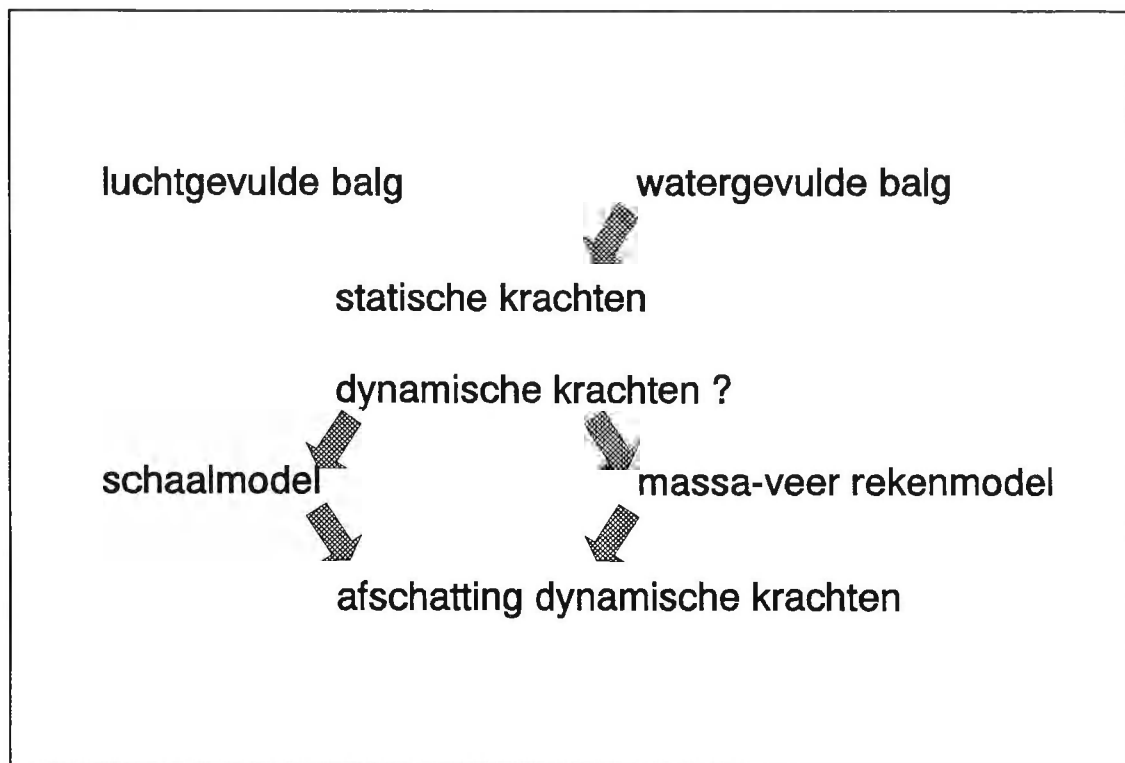 luchtgevulde balg watergevulde balg
statische krachten
dynamische krachten ?
schaalmodel massa-veer rekenmodel
afschatting dynamische krachten